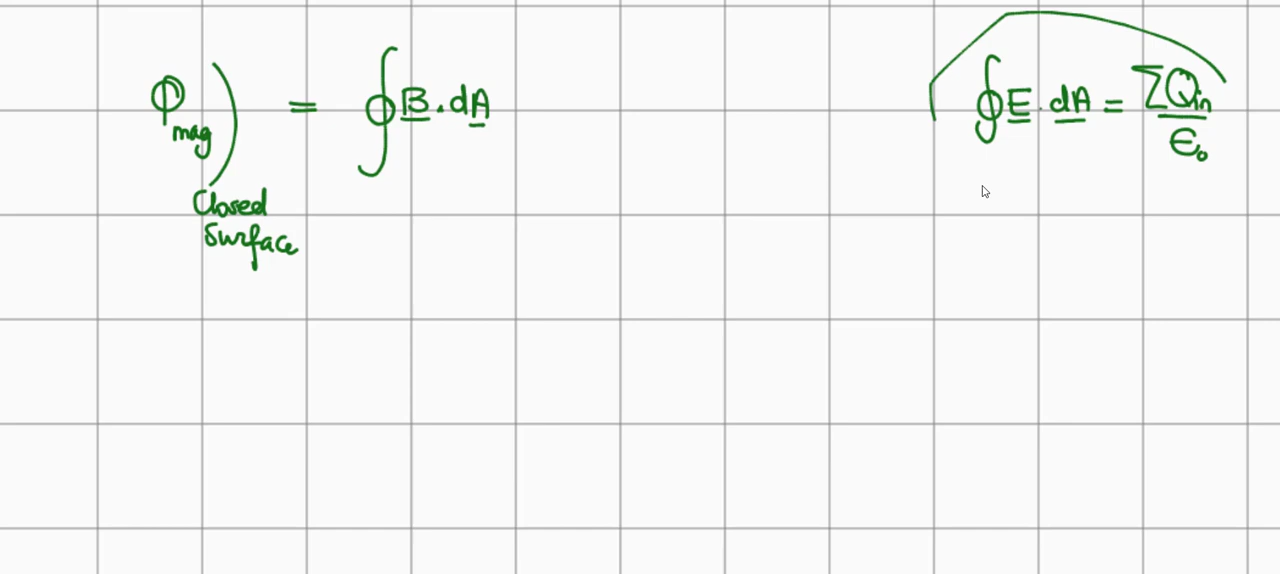 Φmag) Closed Surface = ∮B.dA
∮E.dA = ΣQin/ϵ₀